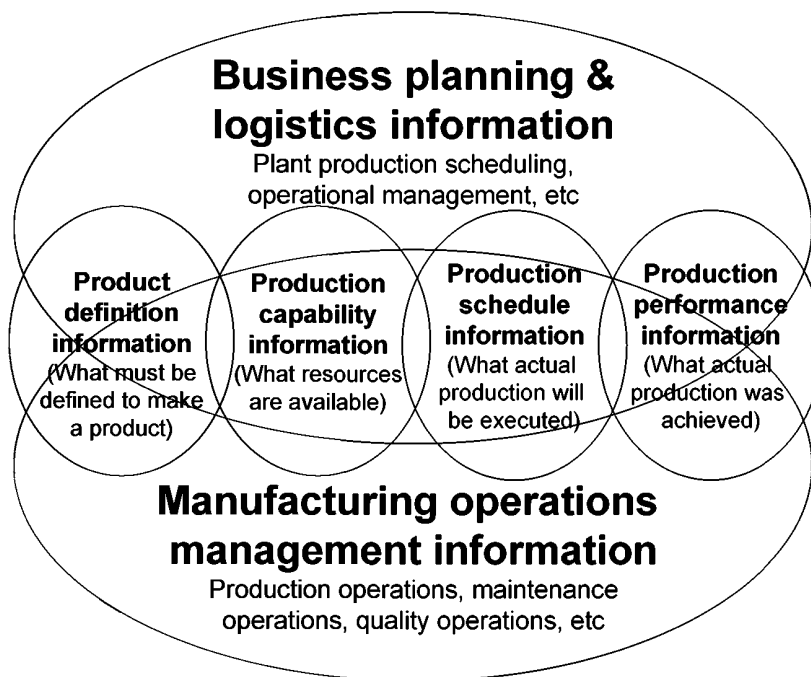 Business planning &
logistics information
Plant production scheduling,
operational management, etc
Product
definition
information
(What must be
defined to make
a product)
Production
capability
information
(What resources
are available)
Production
schedule
information
(What actual
production will
be executed)
Production
performance
information
(What actual
production was
achieved)
Manufacturing operations
management information
Production operations, maintenance
operations, quality operations, etc